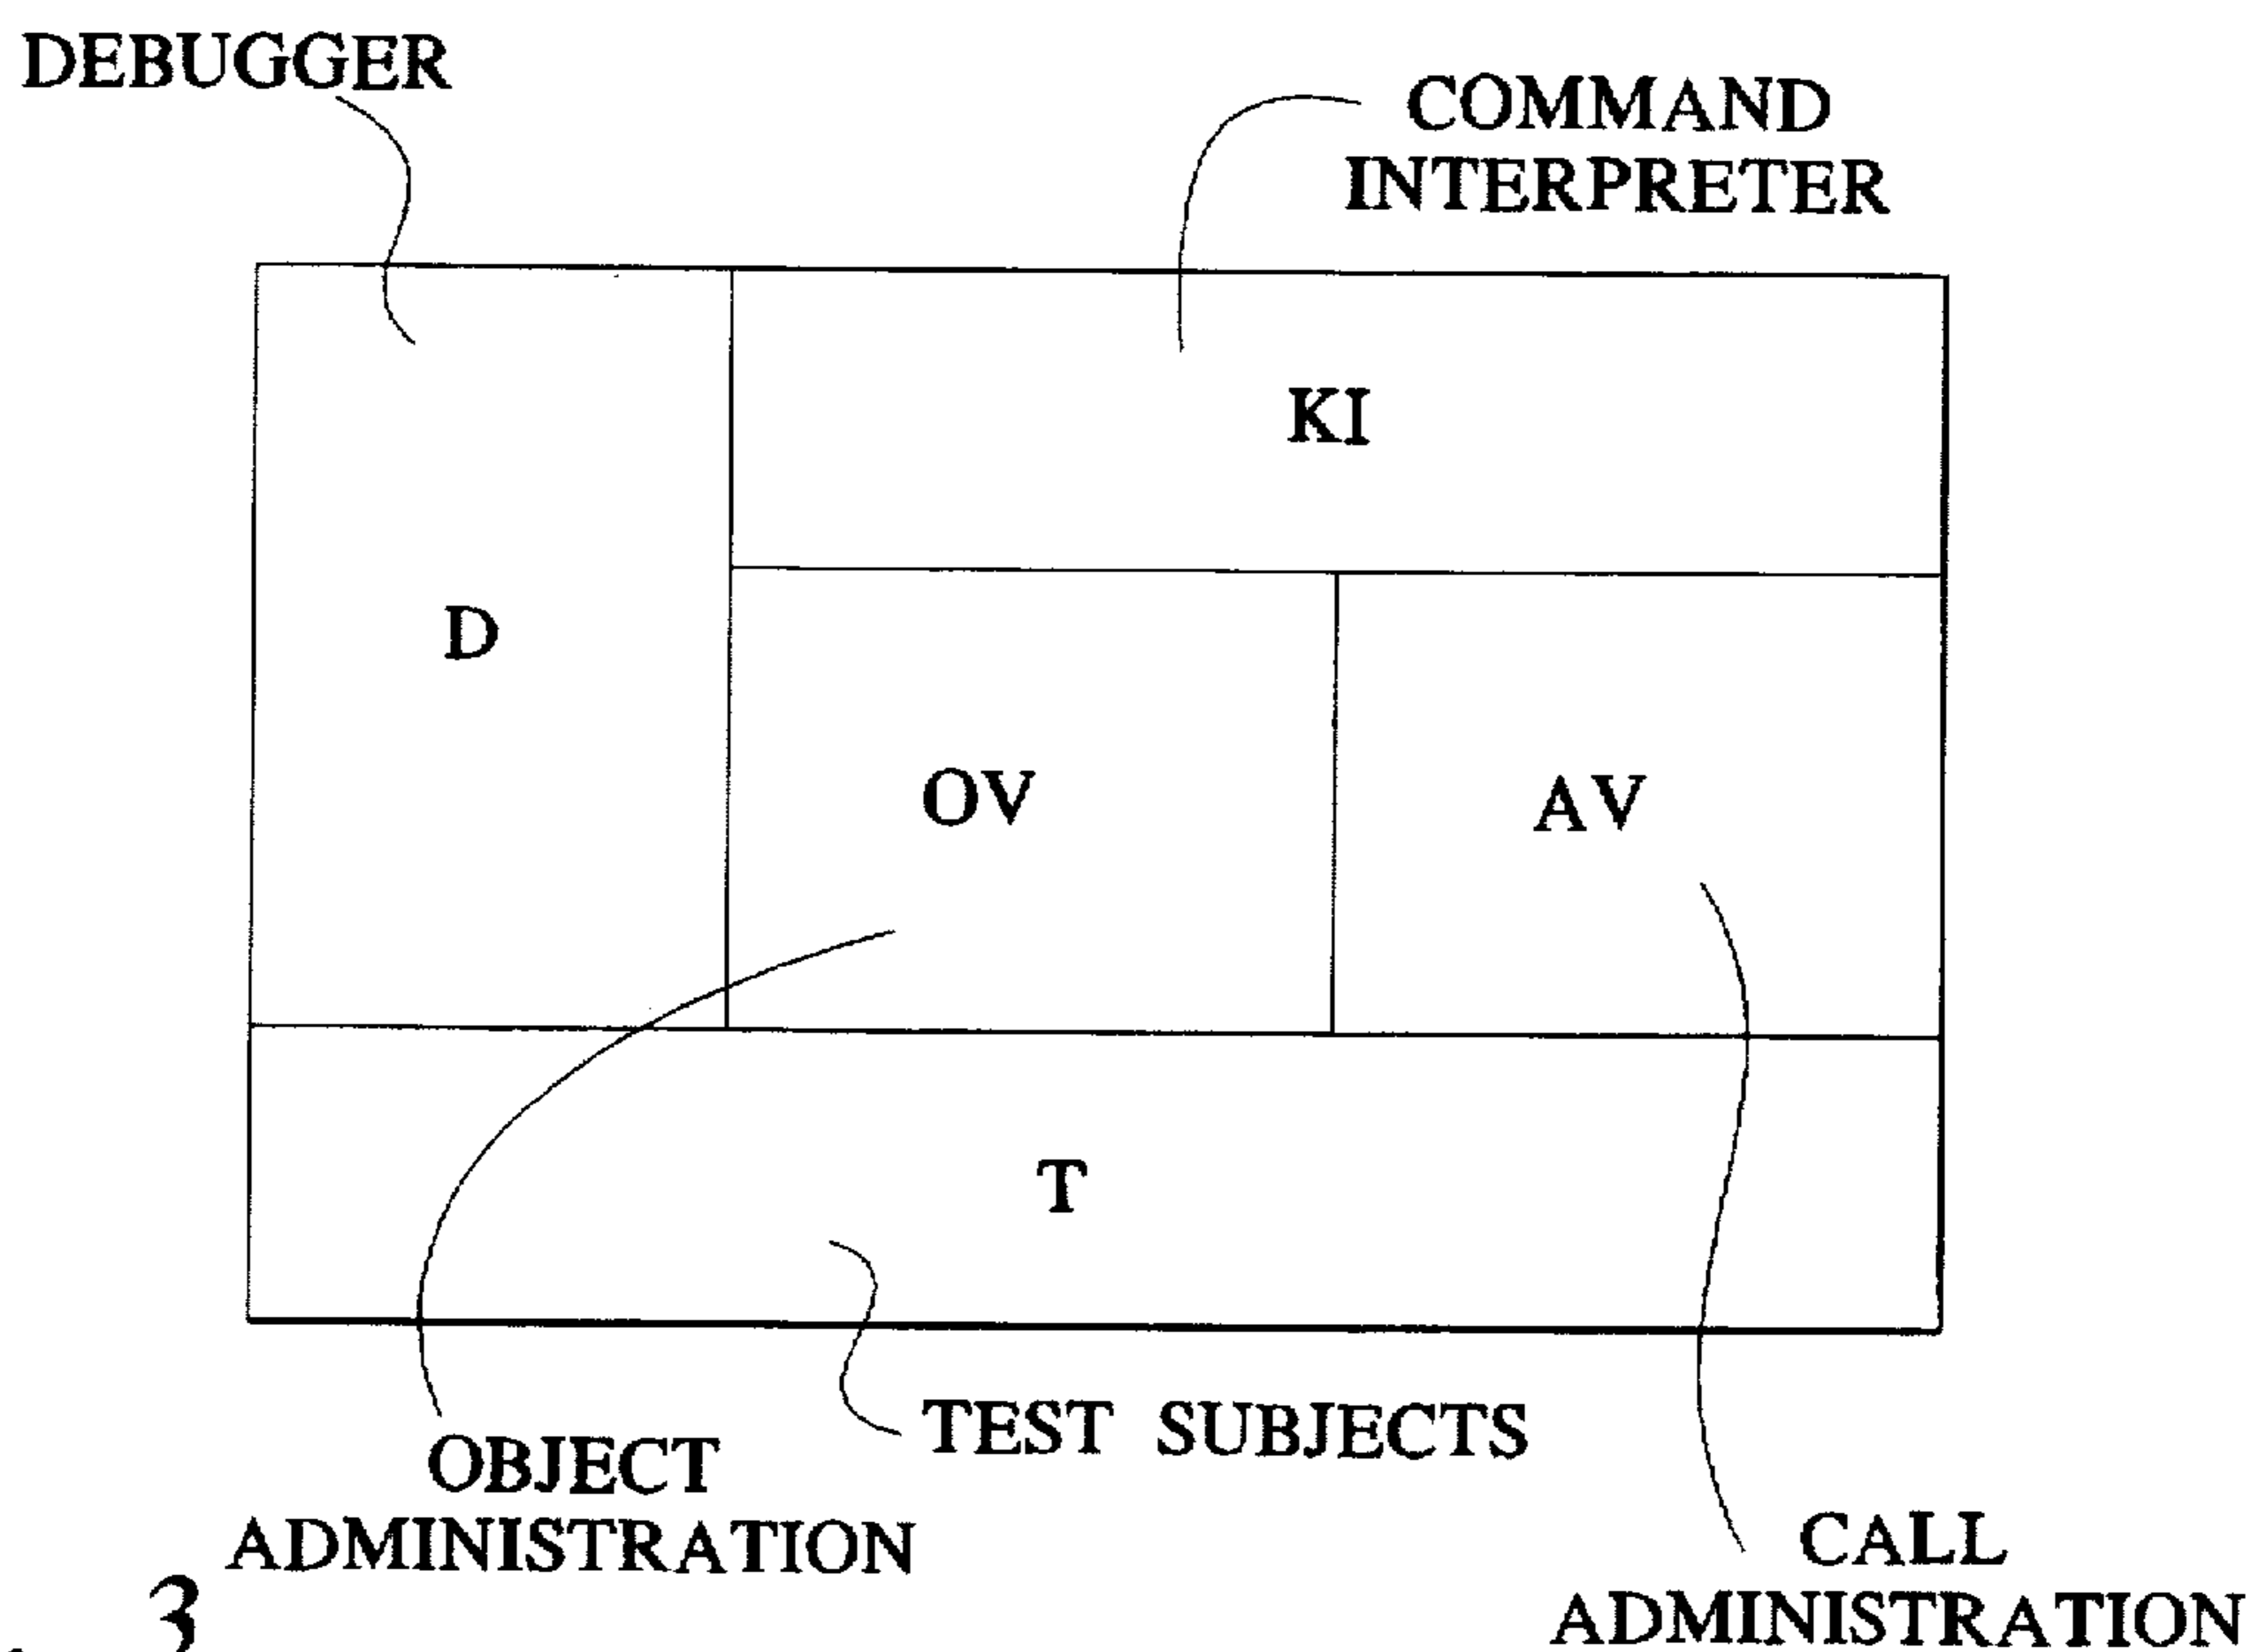 DEBUGGER
COMMAND
INTERPRETER
KI
D
OV
AV
T
TEST SUBJECTS
OBJECT
ADMINISTRATION
CALL
ADMINISTRATION
3